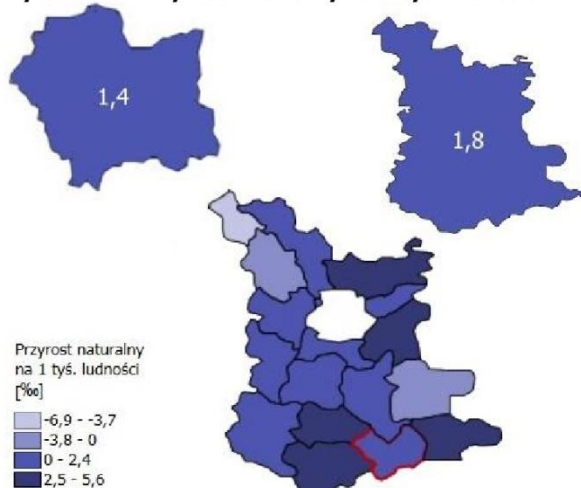 1,4
1,8
Przyrost naturalny
na 1 tyś. ludności
[‰]
-6,9 - -3,7
-3,8 - 0
0 - 2,4
2,5 - 5,6